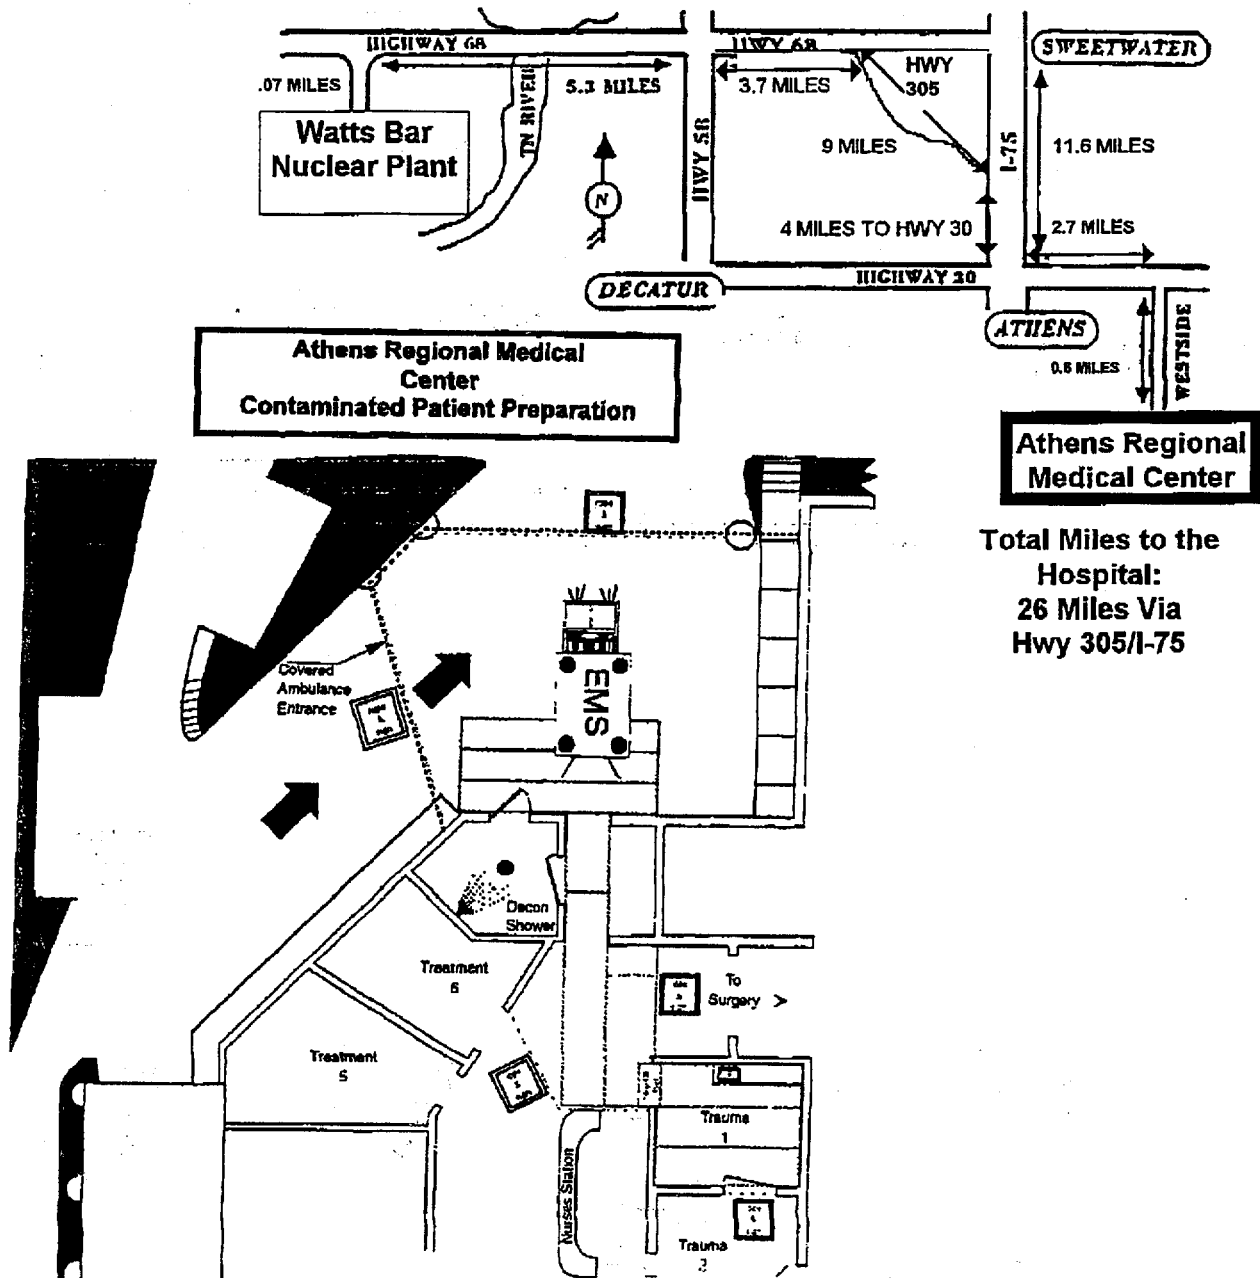 HIGHWAY 68
HWY 68
SWEETWATER
.07 MILES
5.3 MILES
3.7 MILES
HWY
305
Watts Bar
Nuclear Plant
TN RIVER
N
HWY 58
9 MILES
I-75
11.6 MILES
4 MILES TO HWY 30
2.7 MILES
DECATUR
HIGHWAY 30
ATHENS
WESTSIDE
Athens Regional
Medical Center
Total Miles to the
Hospital:
26 Miles Via
Hwy 305/I-75
Athens Regional Medical
Center
Contaminated Patient Preparation
Covered
Ambulance
Entrance
EMS
Decon
Shower
Treatment
6
To
Surgery >
Treatment
5
Trauma
1
Nurses Station
Trauma
2